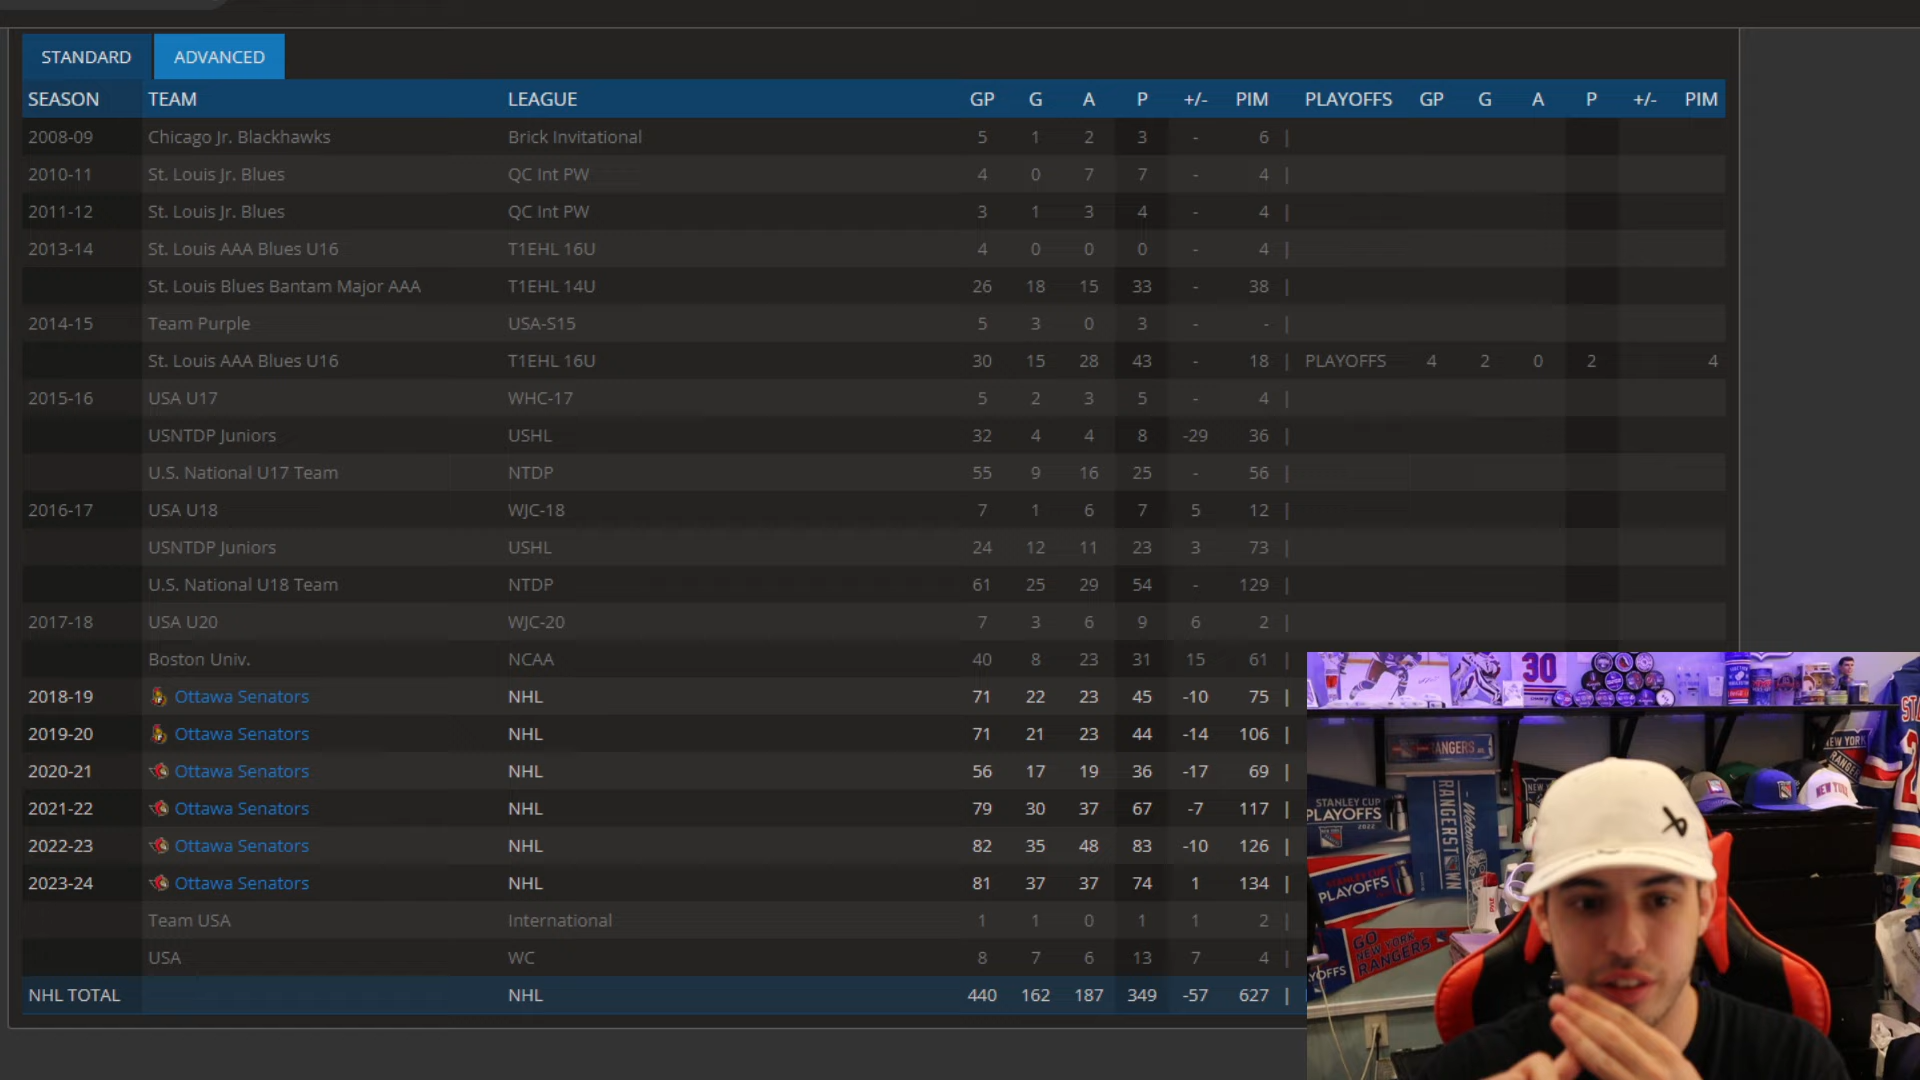 STANDARD ADVANCED
SEASON TEAM LEAGUE GP G A P +/- PIM PLAYOFFS GP G A P +/- PIM
2008-09 Chicago Jr. Blackhawks Brick Invitational 5 1 2 3 - 6 |
2010-11 St. Louis Jr. Blues QC Int PW 4 0 7 7 - 4 |
2011-12 St. Louis Jr. Blues QC Int PW 3 1 3 4 - 4 |
2013-14 St. Louis AAA Blues U16 T1EHL 16U 4 0 0 0 - 4 |
St. Louis Blues Bantam Major AAA T1EHL 14U 26 18 15 33 - 38 |
2014-15 Team Purple USA-S15 5 3 0 3 - - |
St. Louis AAA Blues U16 T1EHL 16U 30 15 28 43 - 18 | PLAYOFFS 4 2 0 2 4
2015-16 USA U17 WHC-17 5 2 3 5 - 4 |
USNTDP Juniors USHL 32 4 4 8 -29 36 |
U.S. National U17 Team NTDP 55 9 16 25 - 56 |
2016-17 USA U18 WJC-18 7 1 6 7 5 12 |
USNTDP Juniors USHL 24 12 11 23 3 73 |
U.S. National U18 Team NTDP 61 25 29 54 - 129 |
2017-18 USA U20 WJC-20 7 3 6 9 6 2 |
Boston Univ. NCAA 40 8 23 31 15 61 |
2018-19 Ottawa Senators NHL 71 22 23 45 -10 75 |
2019-20 Ottawa Senators NHL 71 21 23 44 -14 106 |
2020-21 Ottawa Senators NHL 56 17 19 36 -17 69 |
2021-22 Ottawa Senators NHL 79 30 37 67 -7 117 |
2022-23 Ottawa Senators NHL 82 35 48 83 -10 126 |
2023-24 Ottawa Senators NHL 81 37 37 74 1 134 |
Team USA International 1 1 0 1 1 2 |
USA WC 8 7 6 13 7 4 |
NHL TOTAL NHL 440 162 187 349 -57 627 |
30
RANGERS
NEW YORK
RANGERS
STANLEY CUP
PLAYOFFS
2022
RANGERSTOWN
Welcome
NEW YORK
PLAYOFFS
GO
NEW YORK
RANGERS